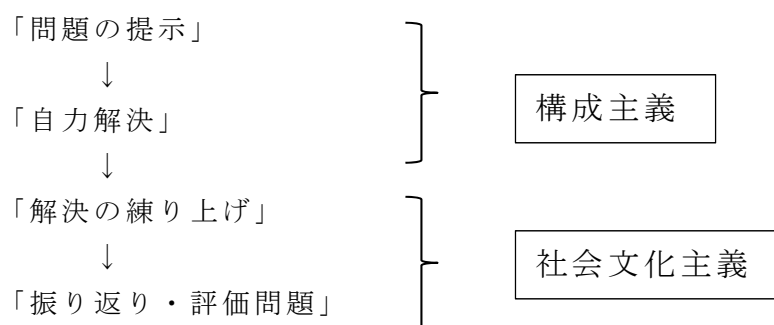 「問題の提示」
↓
「自力解決」
↓
「解決の練り上げ」
↓
「振り返り・評価問題」
構成主義
社会文化主義